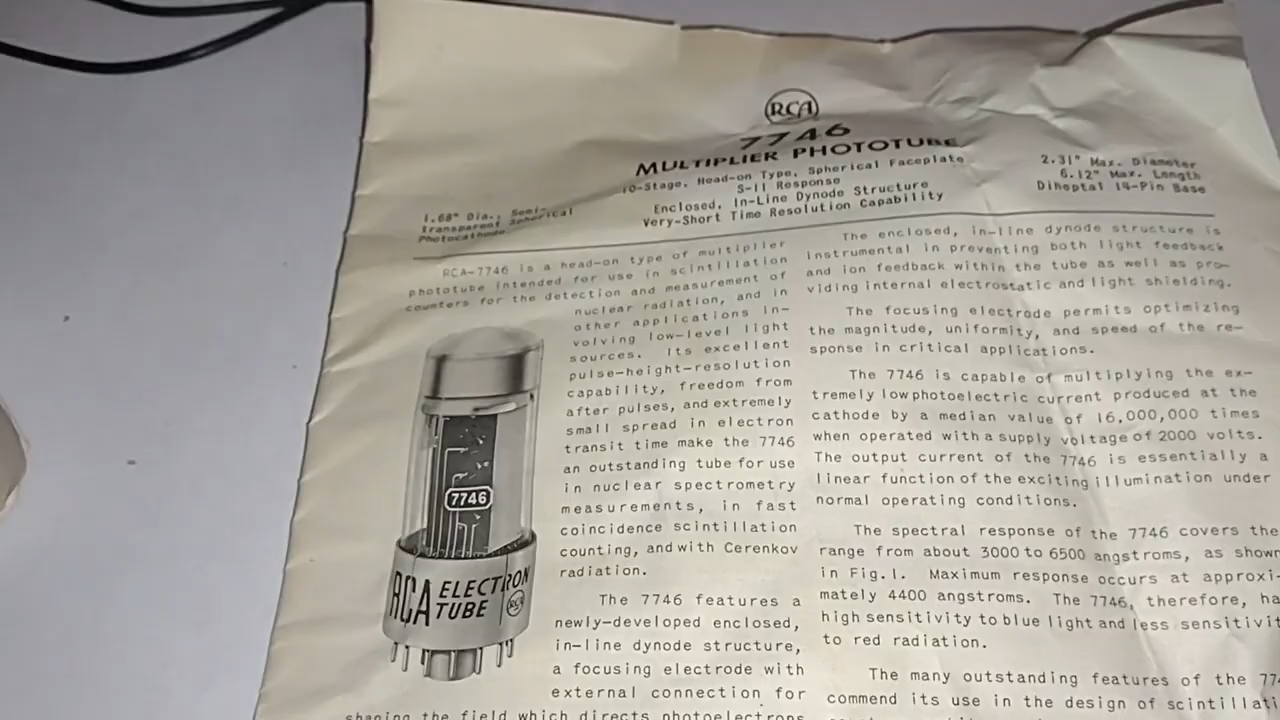 RCA
7746
MULTIPLIER PHOTOTUBE
10-Stage, Head-on Type, Spherical Faceplate
S-11 Response
Enclosed, In-Line Dynode Structure
Very-Short Time Resolution Capability
1.68" Dia., Semi-
transparent Spherical
Photocathode
2.31" Max. Diameter
6.12" Max. Length
Diheptal 14-Pin Base
RCA-7746 is a head-on type of multiplier
phototube intended for use in scintillation
counters for the detection and measurement of
nuclear radiation, and in
other applications in-
volving low-level light
sources. Its excellent
pulse-height-resolution
capability, freedom from
after pulses, and extremely
small spread in electron
transit time make the 7746
an outstanding tube for use
in nuclear spectrometry
measurements, in fast
coincidence scintillation
counting, and with Cerenkov
radiation.
7746
RCA ELECTRON
TUBE
RCA
The 7746 features a
newly-developed enclosed,
in-line dynode structure,
a focusing electrode with
external connection for
shaping the field which directs photoelectrons
The enclosed, in-line dynode structure is
instrumental in preventing both light feedback
and ion feedback within the tube as well as pro-
viding internal electrostatic and light shielding.
The focusing electrode permits optimizing
the magnitude, uniformity, and speed of the re-
sponse in critical applications.
The 7746 is capable of multiplying the ex-
tremely low photoelectric current produced at the
cathode by a median value of 16,000,000 times
when operated with a supply voltage of 2000 volts.
The output current of the 7746 is essentially a
linear function of the exciting illumination under
normal operating conditions.
The spectral response of the 7746 covers the
range from about 3000 to 6500 angstroms, as shown
in Fig.1. Maximum response occurs at approxi-
mately 4400 angstroms. The 7746, therefore, ha
high sensitivity to blue light and less sensitivit
to red radiation.
The many outstanding features of the 77
commend its use in the design of scintillat